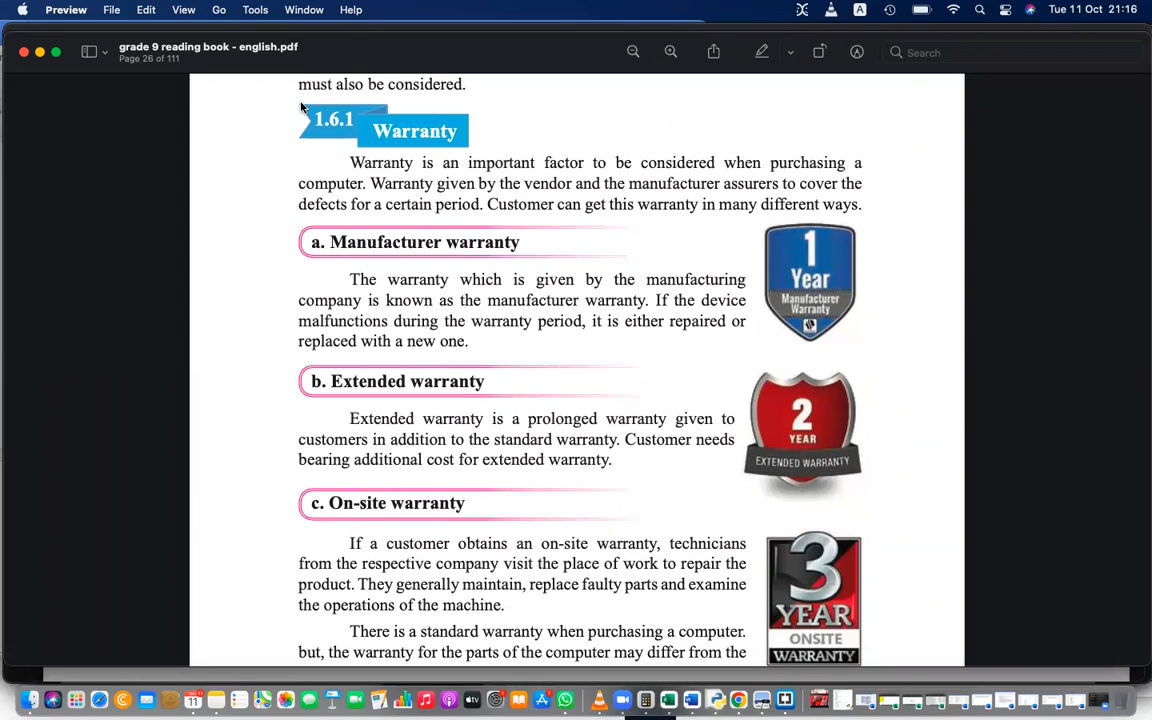 Preview File Edit View Go Tools Window Help A Tue 11 Oct 21:16
grade 9 reading book - english.pdf
Page 26 of 111
Search
must also be considered.
1.6.1
Warranty
Warranty is an important factor to be considered when purchasing a
computer. Warranty given by the vendor and the manufacturer assurers to cover the
defects for a certain period. Customer can get this warranty in many different ways.
a. Manufacturer warranty
The warranty which is given by the manufacturing
company is known as the manufacturer warranty. If the device
malfunctions during the warranty period, it is either repaired or
replaced with a new one.
1
Year
Manufacturer
Warranty
b. Extended warranty
Extended warranty is a prolonged warranty given to
customers in addition to the standard warranty. Customer needs
bearing additional cost for extended warranty.
2
YEAR
EXTENDED WARRANTY
c. On-site warranty
If a customer obtains an on-site warranty, technicians
from the respective company visit the place of work to repair the
product. They generally maintain, replace faulty parts and examine
the operations of the machine.
There is a standard warranty when purchasing a computer.
but, the warranty for the parts of the computer may differ from the
3
YEAR
ONSITE
WARRANTY